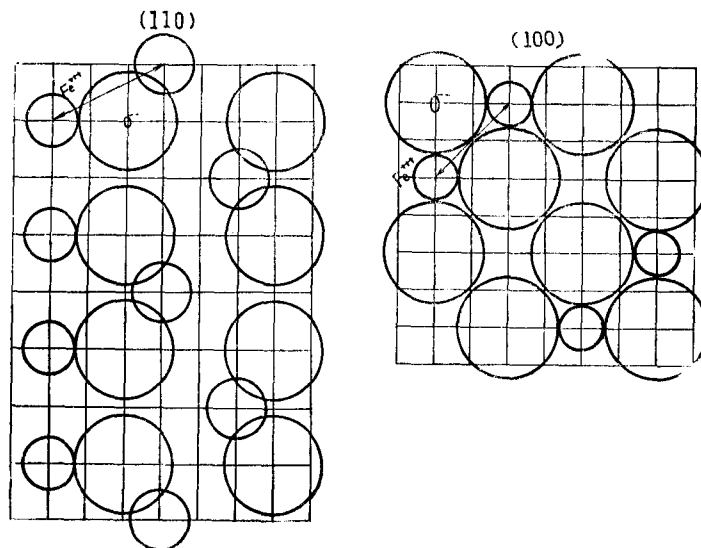 (110)
(100)
Fe+++
O--
O--
Fe+++